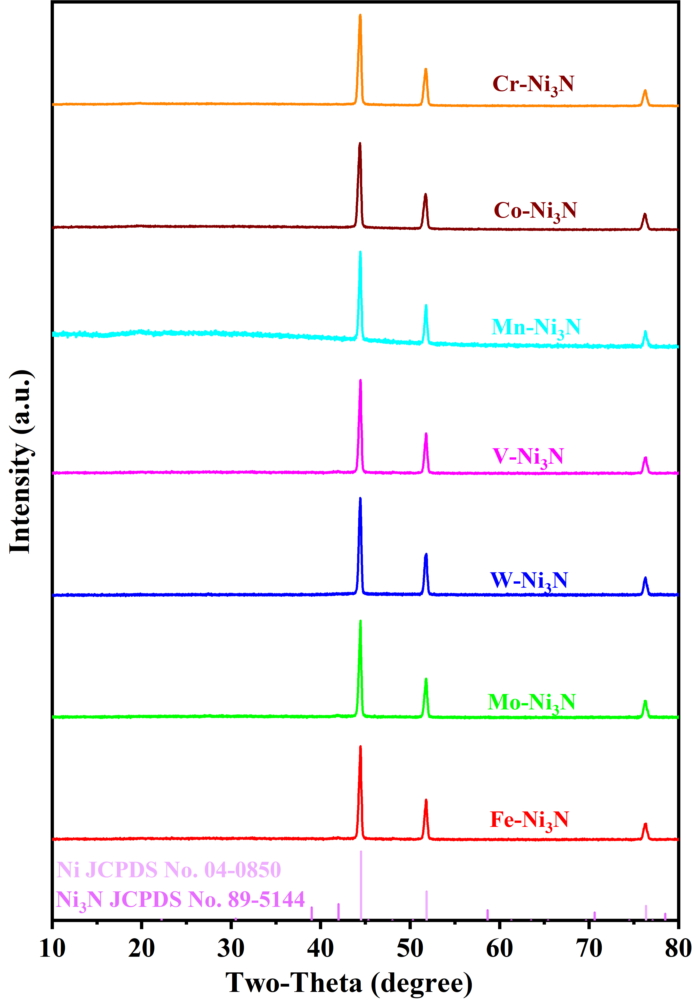 Cr-Ni₃N
Co-Ni₃N
Mn-Ni₃N
V-Ni₃N
W-Ni₃N
Mo-Ni₃N
Fe-Ni₃N
Ni JCPDS No. 04-0850
Ni₃N JCPDS No. 89-5144
Intensity (a.u.)
10 20 30 40 50 60 70 80
Two-Theta (degree)